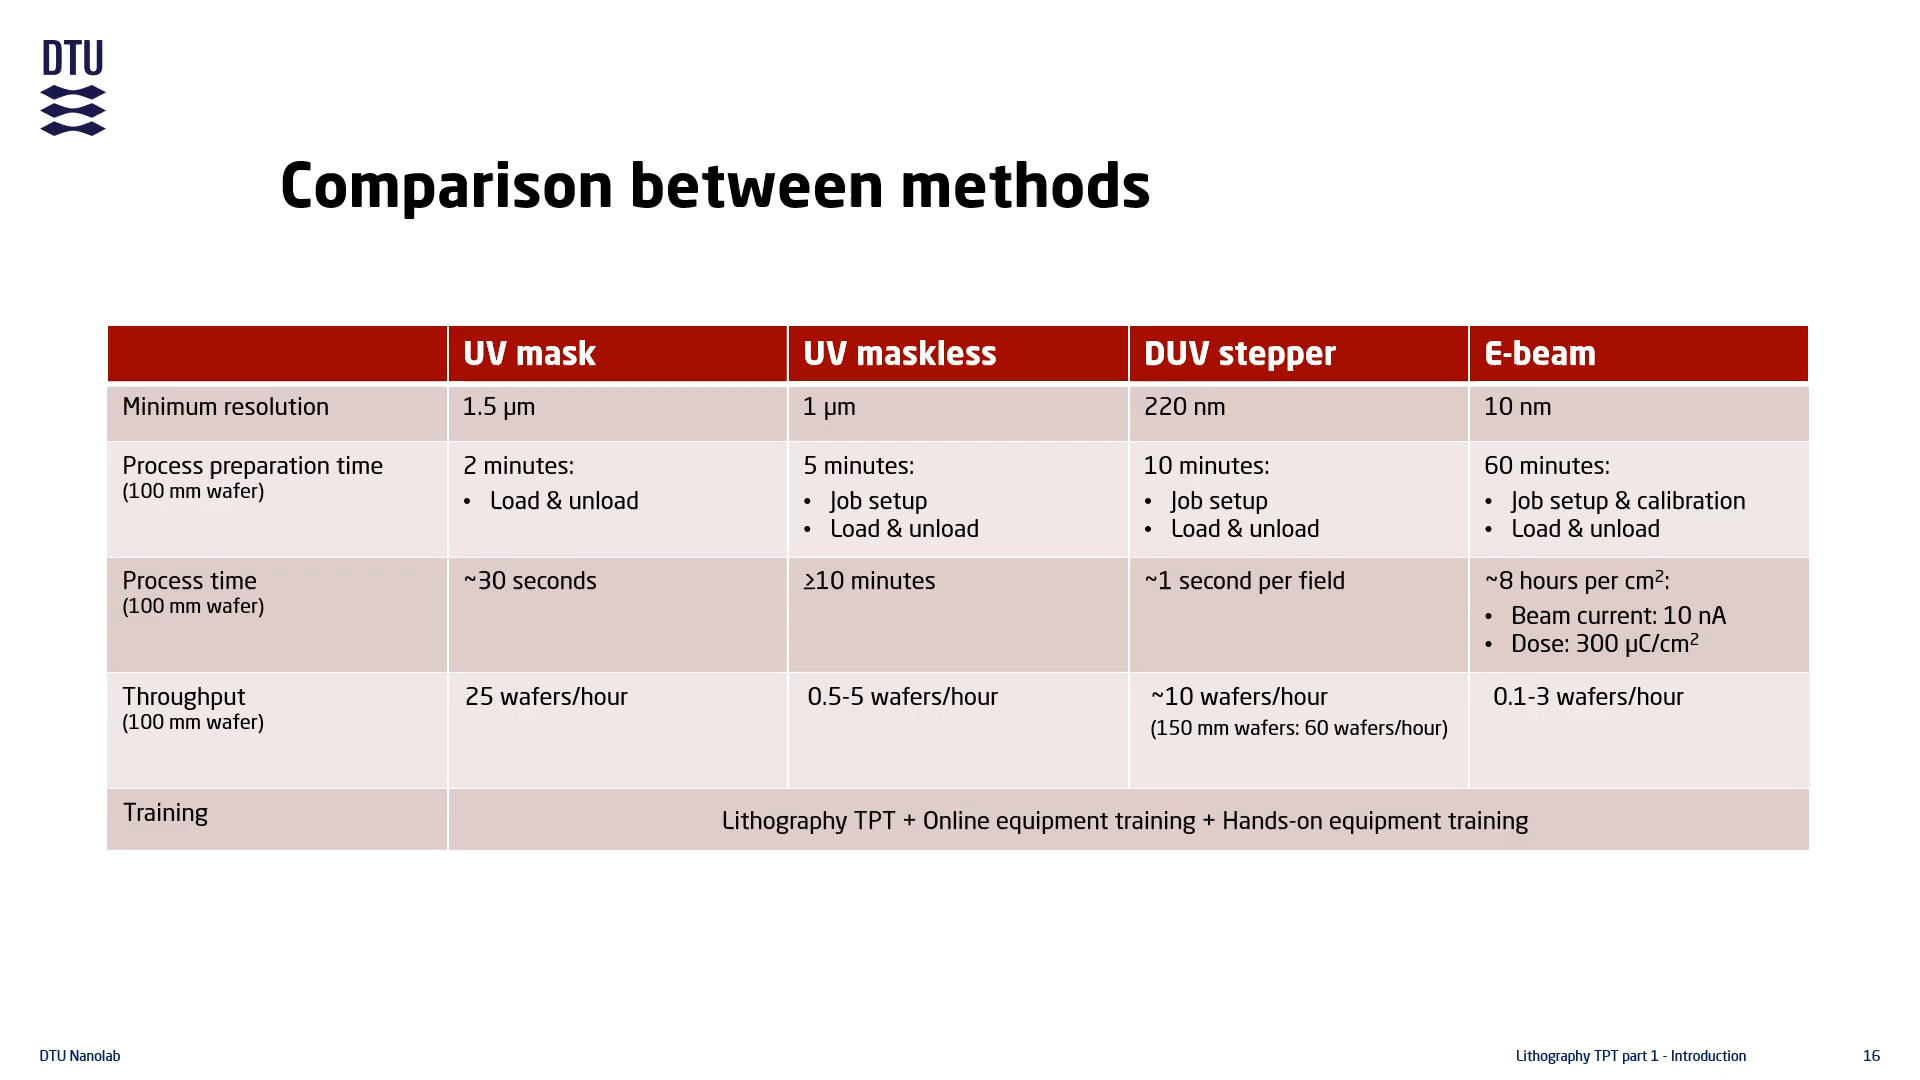 DTU
Comparison between methods
UV mask
UV maskless
DUV stepper
E-beam
Minimum resolution
1.5 µm
1 µm
220 nm
10 nm
Process preparation time
(100 mm wafer)
2 minutes:
• Load & unload
5 minutes:
• Job setup
• Load & unload
10 minutes:
• Job setup
• Load & unload
60 minutes:
• Job setup & calibration
• Load & unload
Process time
(100 mm wafer)
~30 seconds
≥10 minutes
~1 second per field
~8 hours per cm²:
• Beam current: 10 nA
• Dose: 300 µC/cm²
Throughput
(100 mm wafer)
25 wafers/hour
0.5-5 wafers/hour
~10 wafers/hour
(150 mm wafers: 60 wafers/hour)
0.1-3 wafers/hour
Training
Lithography TPT + Online equipment training + Hands-on equipment training
DTU Nanolab
Lithography TPT part 1 - Introduction
16